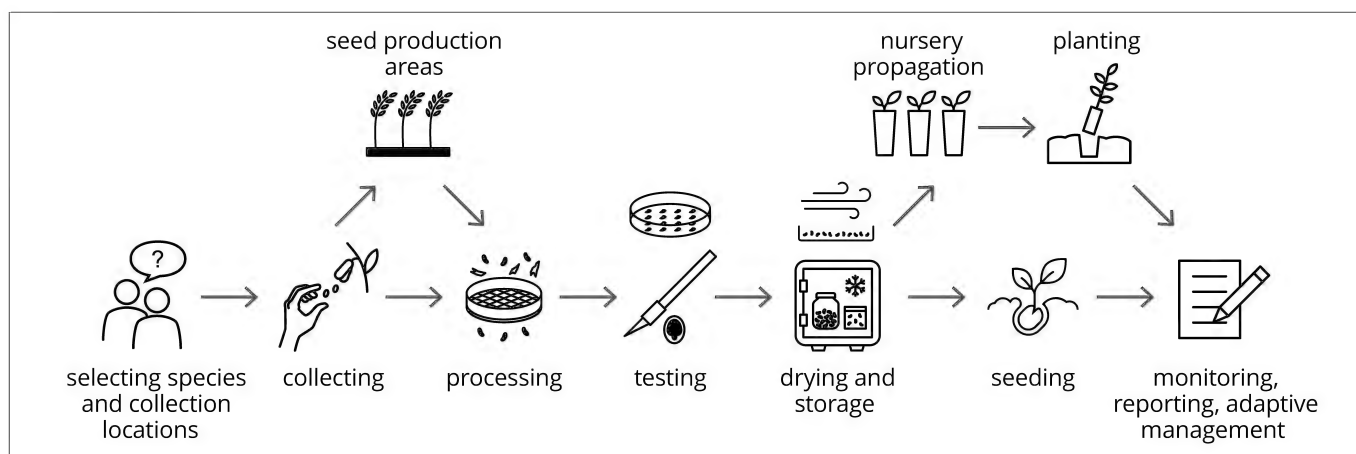 seed production
areas
nursery
propagation
planting
?
selecting species
and collection
locations
collecting
processing
testing
drying and
storage
seeding
monitoring,
reporting, adaptive
management